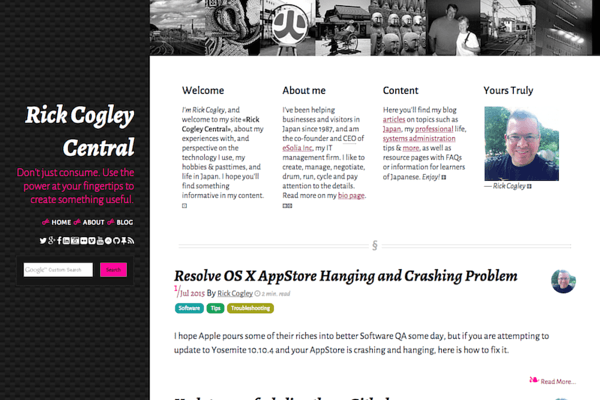 Rick Cogley
Central
Don't just consume. Use the
power at your fingertips to
create something useful.
HOME
ABOUT
BLOG
Google™ Custom Search
Search
Welcome
I'm Rick Cogley, and
welcome to my site «Rick
Cogley Central», about my
experiences with, and
perspective on the
technology I use, my
hobbies & pasttimes, and
life in Japan. I hope you'll
find something
informative in my content.
About me
I've been helping
businesses and visitors in
Japan since 1987, and am
the co-founder and CEO of
eSolia Inc, my IT
management firm. I like to
create, manage, negotiate,
drum, run, cycle and pay
attention to the details.
Read more on my bio page.
Content
Here you'll find my blog
articles on topics such as
Japan, my professional life,
systems administration
tips & more, as well as
resource pages with FAQs
or information for learners
of Japanese. Enjoy!
Yours Truly
— Rick Cogley
§
Resolve OS X AppStore Hanging and Crashing Problem
1/Jul 2015 By Rick Cogley 2 min. read
Software Tips Troubleshooting
I hope Apple pours some of their riches into better Software QA some day, but if you are attempting to
update to Yosemite 10.10.4 and your AppStore is crashing and hanging, here is how to fix it.
Read More...